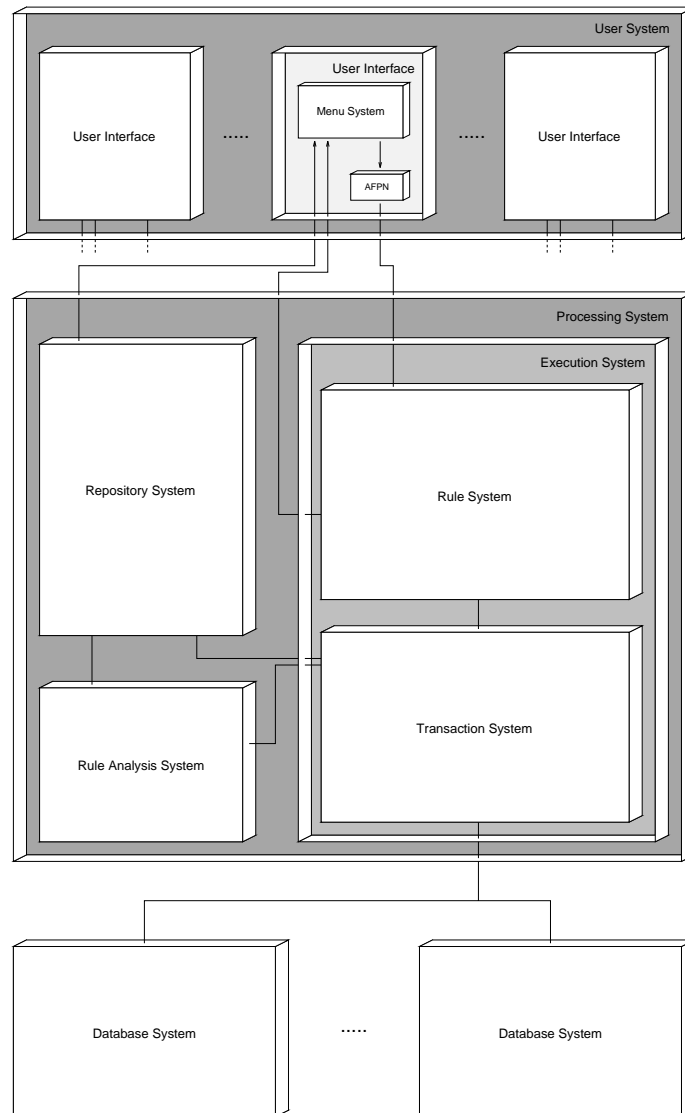 User System
User Interface
.....
User Interface
Menu System
AFPN
.....
User Interface
Processing System
Repository System
Execution System
Rule System
Rule Analysis System
Transaction System
Database System
.....
Database System